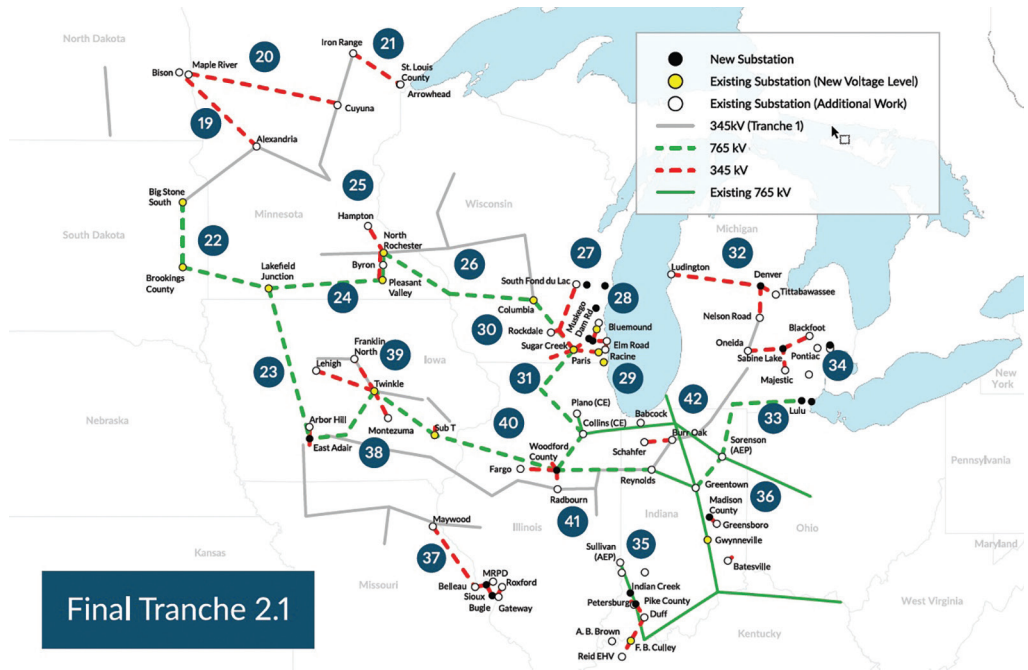 North Dakota
20
Iron Range
21
Bison
Maple River
St. Louis
County
Arrowhead
Cuyuna
19
Alexandria
New Substation
Existing Substation (New Voltage Level)
Existing Substation (Additional Work)
345kV (Tranche 1)
765 kV
345 kV
Existing 765 kV
Big Stone
South
25
Minnesota
Hampton
Wisconsin
Michigan
South Dakota
22
North
Rochester
Byron
26
27
32
Brookings
County
Lakefield
Junction
24
Pleasant
Valley
South Fond du Lac
28
Ludington
Denver
Tittabawassee
Columbia
Muskego
Dam Rd
Bluemound
Nelson Road
30
Rockdale
Sugar Creek
Elm Road
Paris
Racine
Oneida
Blackfoot
Sabine Lake
Pontiac
34
Majestic
Franklin
North
39
Iowa
Lehigh
Twinkle
23
31
29
42
New
York
Nebraska
Arbor Hill
Montezuma
Sub T
40
Plano (CE)
Collins (CE)
Babcock
33
Lulu
East Adair
38
Woodford
County
Burr Oak
Schahfer
Sorenson
(AEP)
Pennsylvania
Fargo
Reynolds
Greentown
36
Radbourn
Madison
County
Greensboro
Maywood
Illinois
41
Indiana
Ohio
Gwynneville
Kansas
37
35
Sullivan
(AEP)
Maryland
Missouri
Batesville
MRPD
Belleau
Roxford
Sioux
Bugle
Gateway
Indian Creek
Petersburg
Pike County
Duff
West Virginia
A. B. Brown
F. B. Culley
Kentucky
Reid EHV
Final Tranche 2.1